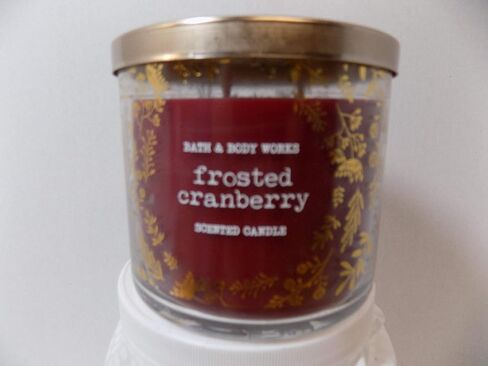 BATH & BODY WORKS
frosted
cranberry
SCENTED CANDLE